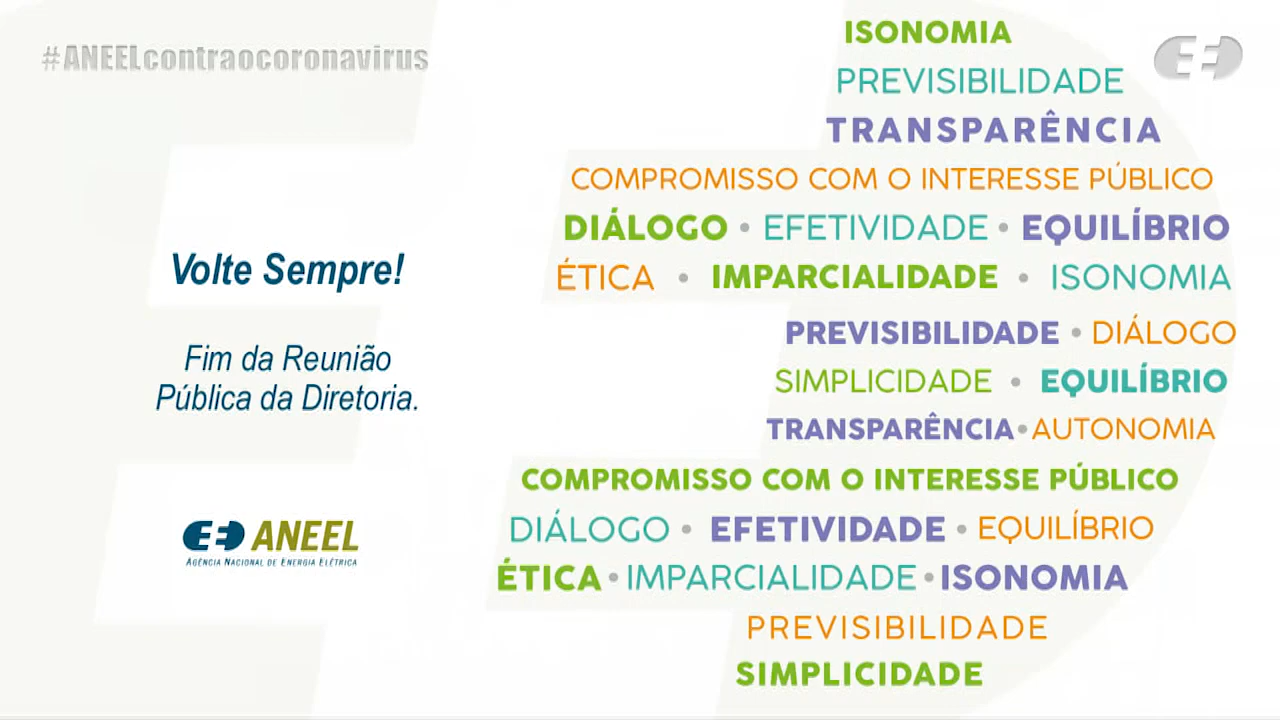 #ANEELcontraocoronavirus
Volte Sempre!
Fim da Reunião
Pública da Diretoria.
ANEEL
AGÊNCIA NACIONAL DE ENERGIA ELÉTRICA
ISONOMIA
PREVISIBILIDADE
TRANSPARÊNCIA
COMPROMISSO COM O INTERESSE PÚBLICO
DIÁLOGO • EFETIVIDADE • EQUILÍBRIO
ÉTICA • IMPARCIALIDADE • ISONOMIA
PREVISIBILIDADE • DIÁLOGO
SIMPLICIDADE • EQUILÍBRIO
TRANSPARÊNCIA • AUTONOMIA
COMPROMISSO COM O INTERESSE PÚBLICO
DIÁLOGO • EFETIVIDADE • EQUILÍBRIO
ÉTICA • IMPARCIALIDADE • ISONOMIA
PREVISIBILIDADE
SIMPLICIDADE